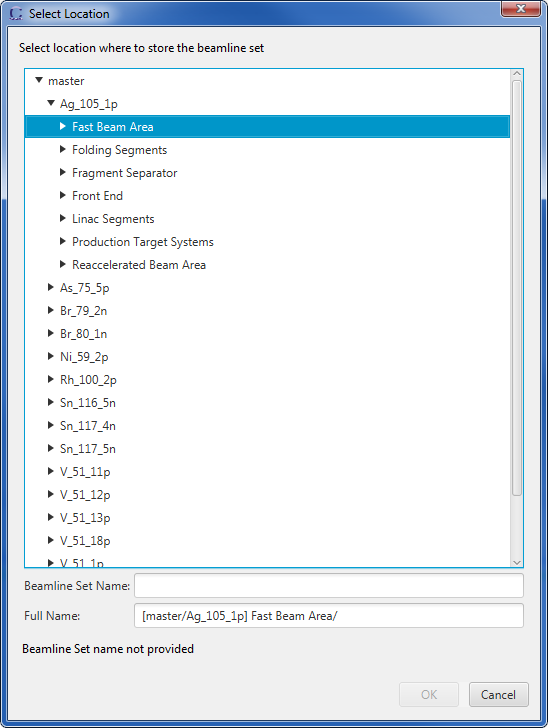 Select Location
Select location where to store the beamline set
master
Ag_105_1p
Fast Beam Area
Folding Segments
Fragment Separator
Front End
Linac Segments
Production Target Systems
Reaccelerated Beam Area
As_75_5p
Br_79_2n
Br_80_1n
Ni_59_2p
Rh_100_2p
Sn_116_5n
Sn_117_4n
Sn_117_5n
V_51_11p
V_51_12p
V_51_13p
V_51_18p
V_51_1p
Beamline Set Name:
Full Name: [master/Ag_105_1p] Fast Beam Area/
Beamline Set name not provided
OK Cancel